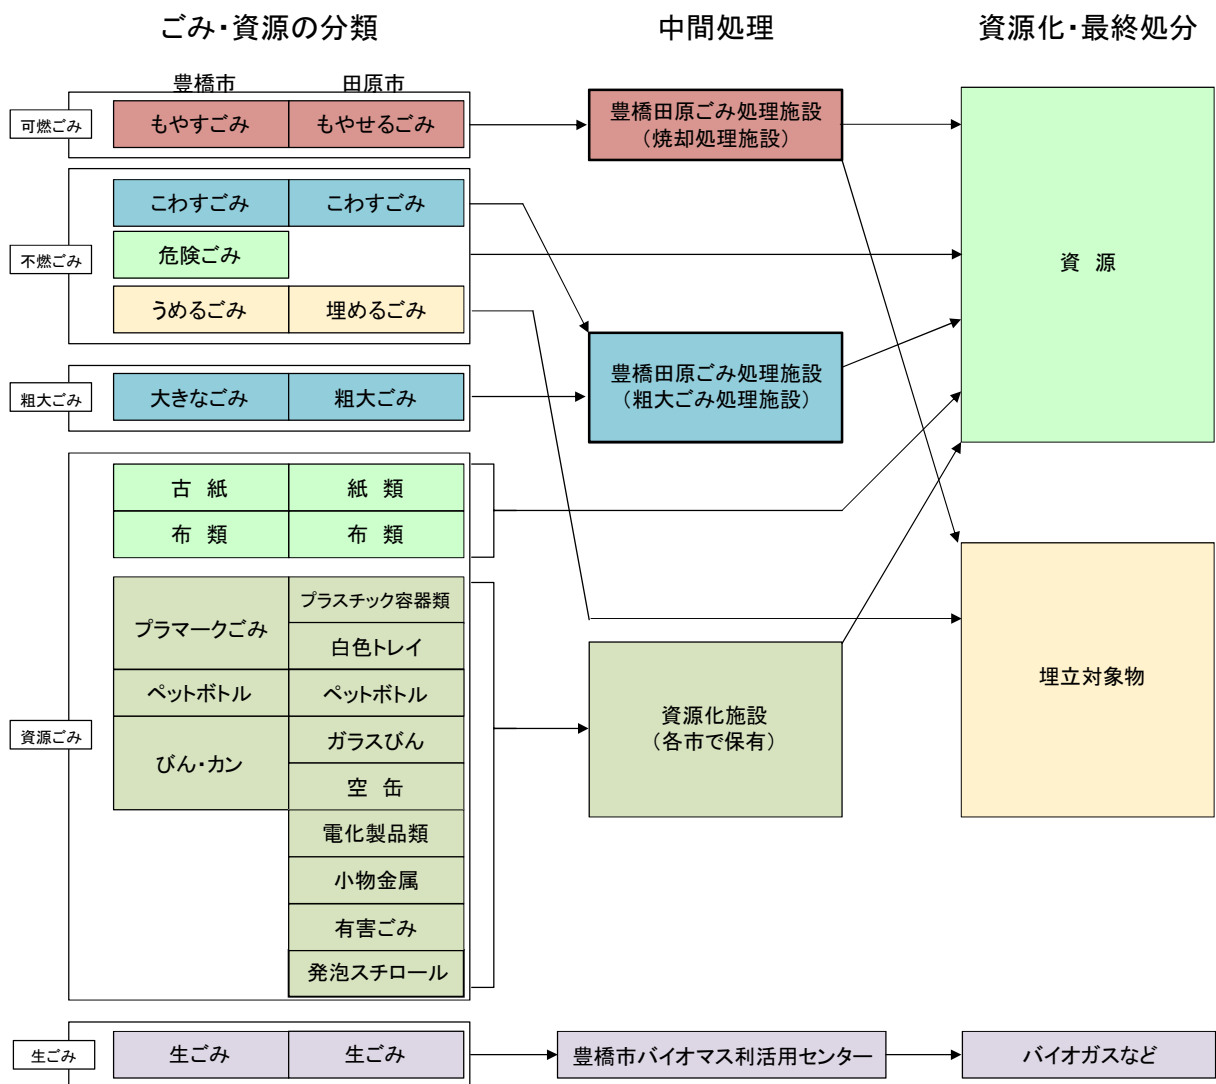 ごみ・資源の分類
中間処理
資源化・最終処分
豊橋市
田原市
可燃ごみ
もやすごみ
もやせるごみ
豊橋田原ごみ処理施設
（焼却処理施設）
資 源
不燃ごみ
こわすごみ
こわすごみ
危険ごみ
うめるごみ
埋めるごみ
粗大ごみ
大きなごみ
粗大ごみ
豊橋田原ごみ処理施設
（粗大ごみ処理施設）
資源ごみ
古 紙
紙 類
布 類
布 類
プラマークごみ
プラスチック容器類
白色トレイ
ペットボトル
ペットボトル
びん・カン
ガラスびん
空 缶
電化製品類
小物金属
有害ごみ
発泡スチロール
資源化施設
（各市で保有）
埋立対象物
生ごみ
生ごみ
生ごみ
豊橋市バイオマス利活用センター
バイオガスなど